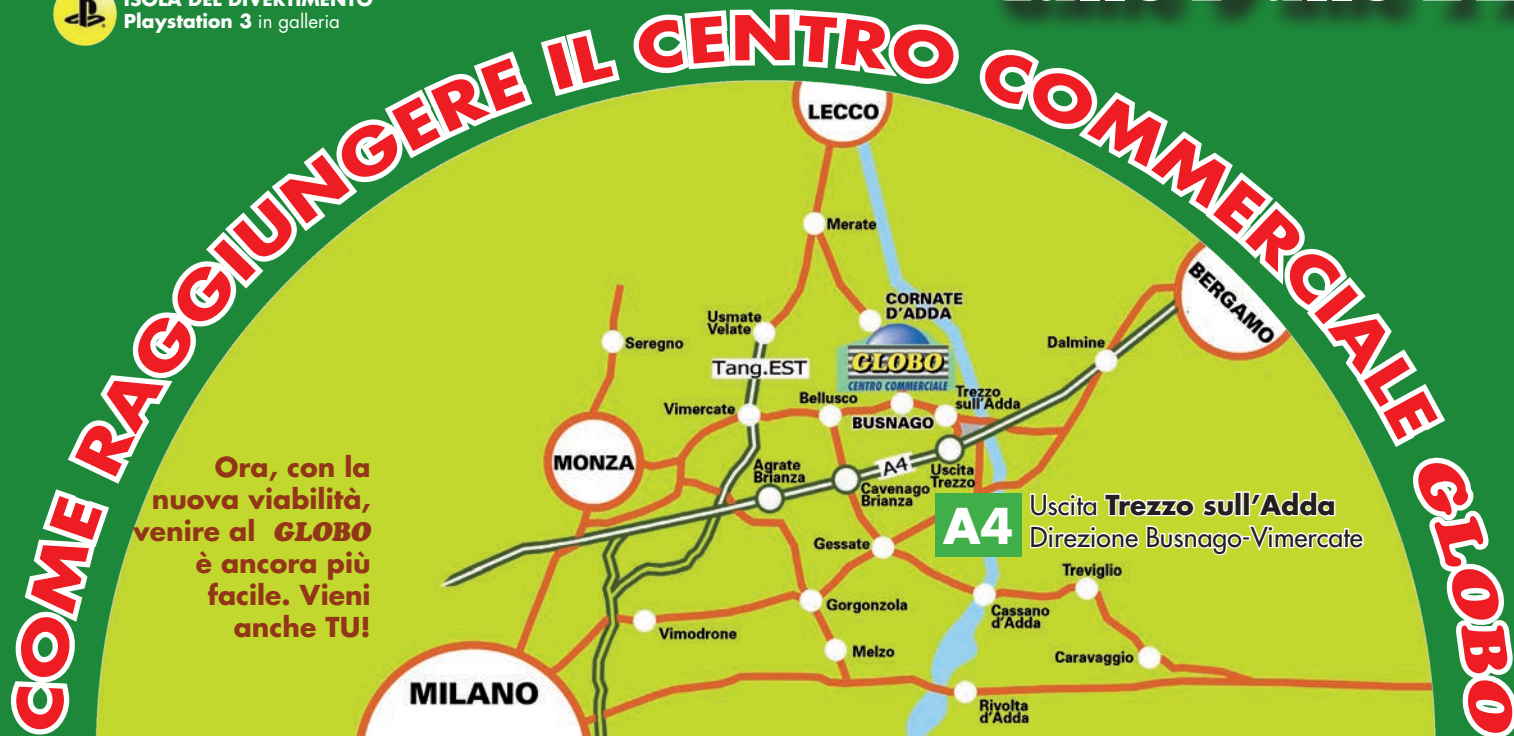 ISOLA DEL DIVERTIMENTO
Playstation 3 in galleria
COME RAGGIUNGERE IL CENTRO COMMERCIALE GLOBO
LECCO
Merate
BERGAMO
CORNATE
D'ADDA
Usmate
Velate
Seregno
Dalmine
GLOBO
CENTRO COMMERCIALE
Tang.EST
Trezzo
sull'Adda
Bellusco
Vimercate
BUSNAGO
MONZA
Agrate
Brianza
A4
Uscita
Trezzo
Cavenago
Brianza
Ora, con la
nuova viabilità,
venire al GLOBO
è ancora più
facile. Vieni
anche TU!
A4
Uscita Trezzo sull'Adda
Direzione Busnago-Vimercate
Gessate
Treviglio
Gorgonzola
Cassano
d'Adda
Vimodrone
Melzo
Caravaggio
MILANO
Rivolta
d'Adda